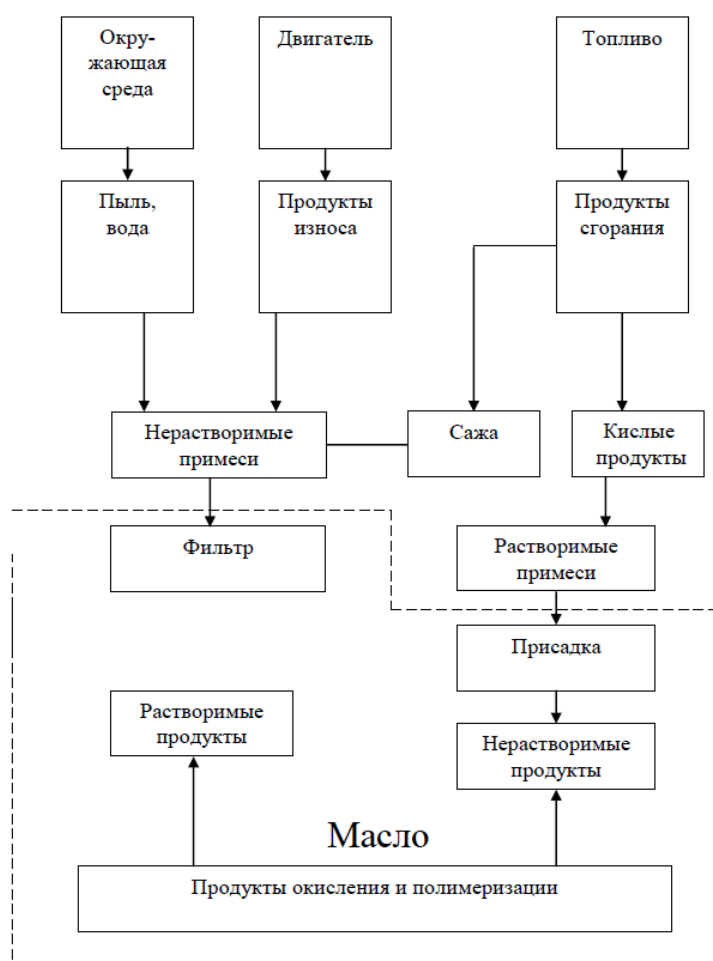 Окру-
жающая
среда
Двигатель
Топливо
Пыль,
вода
Продукты
износа
Продукты
сгорания
Нерастворимые
примеси
Сажа
Кислые
продукты
Фильтр
Растворимые
примеси
Присадка
Растворимые
продукты
Нерастворимые
продукты
Масло
Продукты окисления и полимеризации